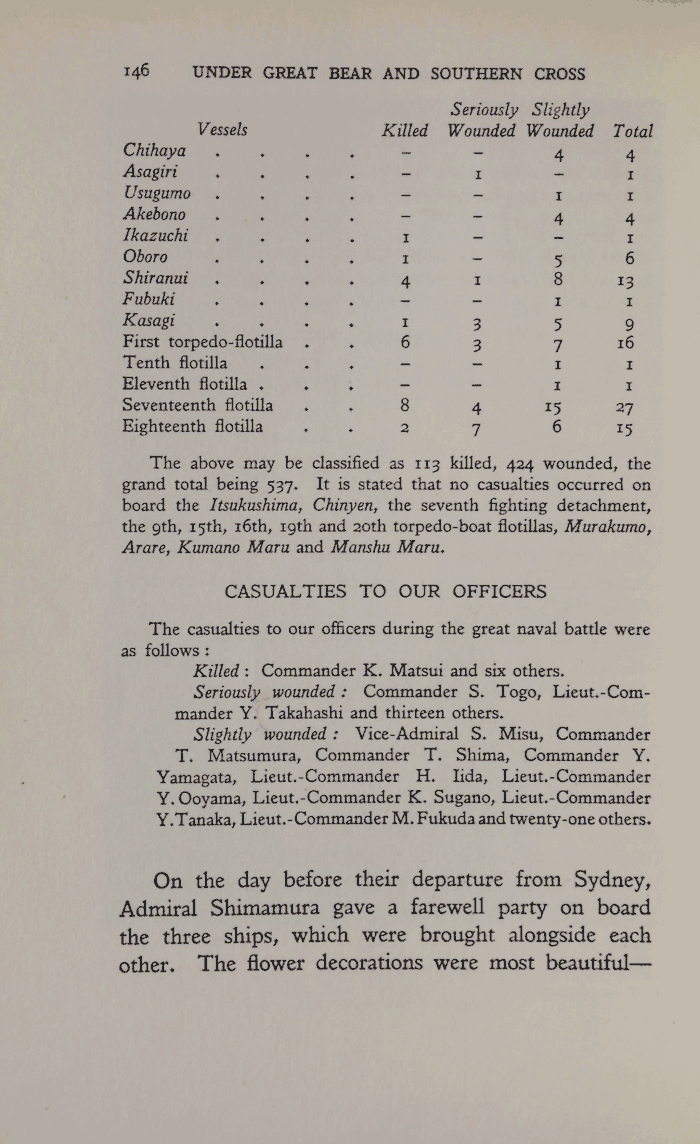 146 UNDER GREAT BEAR AND SOUTHERN CROSS
Seriously Slightly
Vessels Killed Wounded Wounded Total
Chihaya . . . . – – 4 4
Asagiri . . . . – 1 – 1
Usugumo . . . . – – 1 1
Akebono . . . . – – 4 4
Ikazuchi . . . . 1 – – 1
Oboro . . . . 1 – 5 6
Shiranui . . . . 4 1 8 13
Fubuki . . . . – – 1 1
Kasagi . . . . 1 3 5 9
First torpedo-flotilla . . 6 3 7 16
Tenth flotilla . . . – – 1 1
Eleventh flotilla . . . – – 1 1
Seventeenth flotilla . . 8 4 15 27
Eighteenth flotilla . . 2 7 6 15
The above may be classified as 113 killed, 424 wounded, the
grand total being 537. It is stated that no casualties occurred on
board the Itsukushima, Chinyen, the seventh fighting detachment,
the 9th, 15th, 16th, 19th and 20th torpedo-boat flotillas, Murakumo,
Arare, Kumano Maru and Manshu Maru.
CASUALTIES TO OUR OFFICERS
The casualties to our officers during the great naval battle were
as follows :
Killed : Commander K. Matsui and six others.
Seriously wounded : Commander S. Togo, Lieut.-Com-
mander Y. Takahashi and thirteen others.
Slightly wounded : Vice-Admiral S. Misu, Commander
T. Matsumura, Commander T. Shima, Commander Y.
Yamagata, Lieut.-Commander H. Iida, Lieut.-Commander
Y. Ooyama, Lieut.-Commander K. Sugano, Lieut.-Commander
Y. Tanaka, Lieut.-Commander M. Fukuda and twenty-one others.
On the day before their departure from Sydney,
Admiral Shimamura gave a farewell party on board
the three ships, which were brought alongside each
other. The flower decorations were most beautiful—